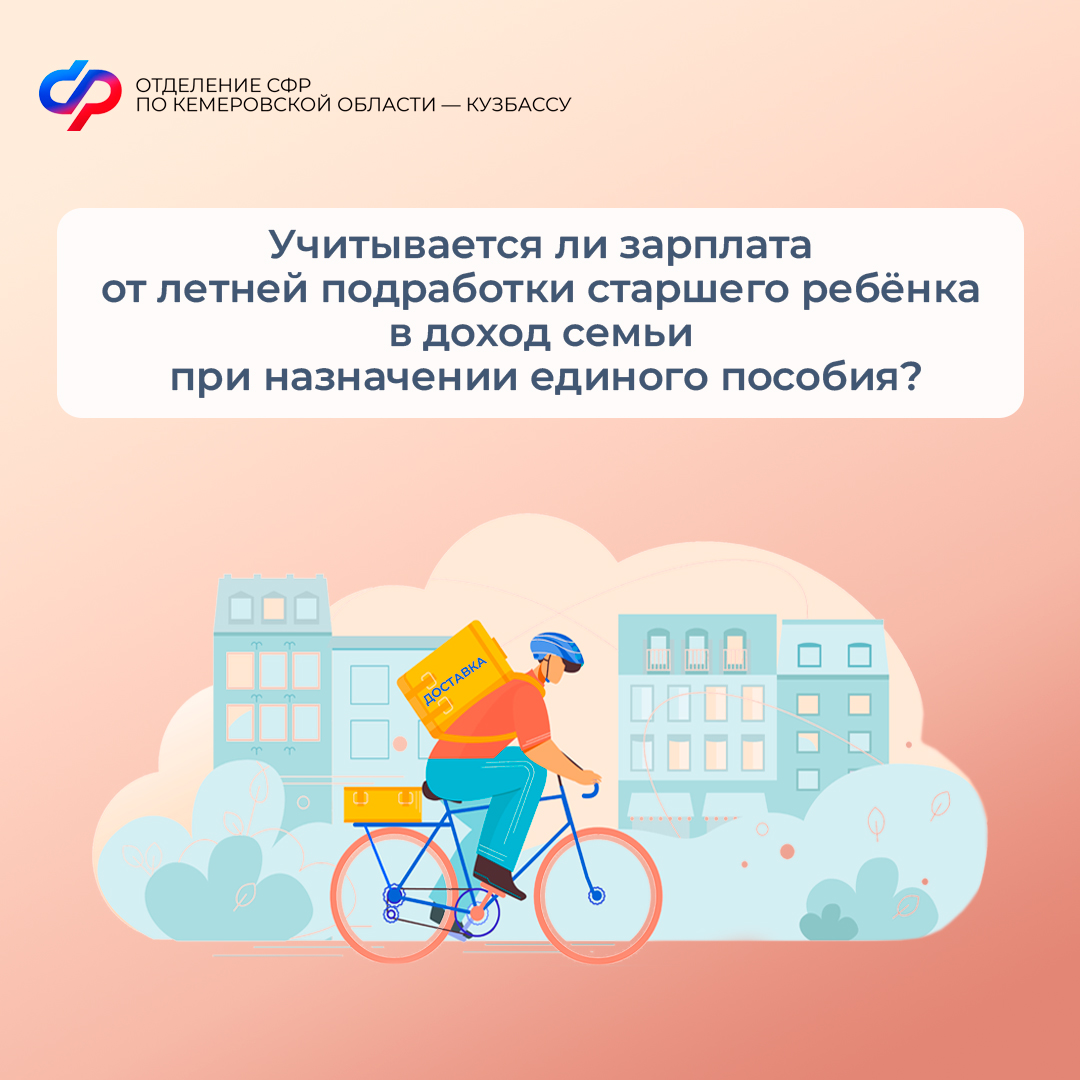 ОТДЕЛЕНИЕ СФР
ПО КЕМЕРОВСКОЙ ОБЛАСТИ — КУЗБАССУ
Учитывается ли зарплата
от летней подработки старшего ребёнка
в доход семьи
при назначении единого пособия?
ДОСТАВКА